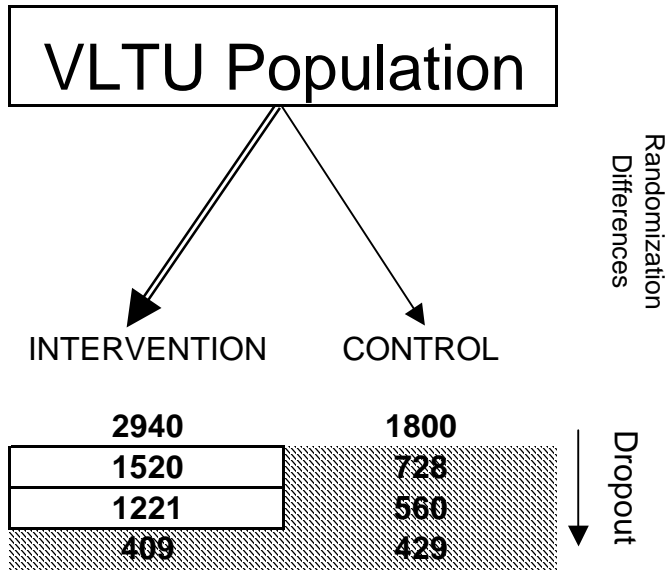 VLTU Population
Randomization
Differences
INTERVENTION CONTROL
2940 1800
1520 728
1221 560
409 429
Dropout